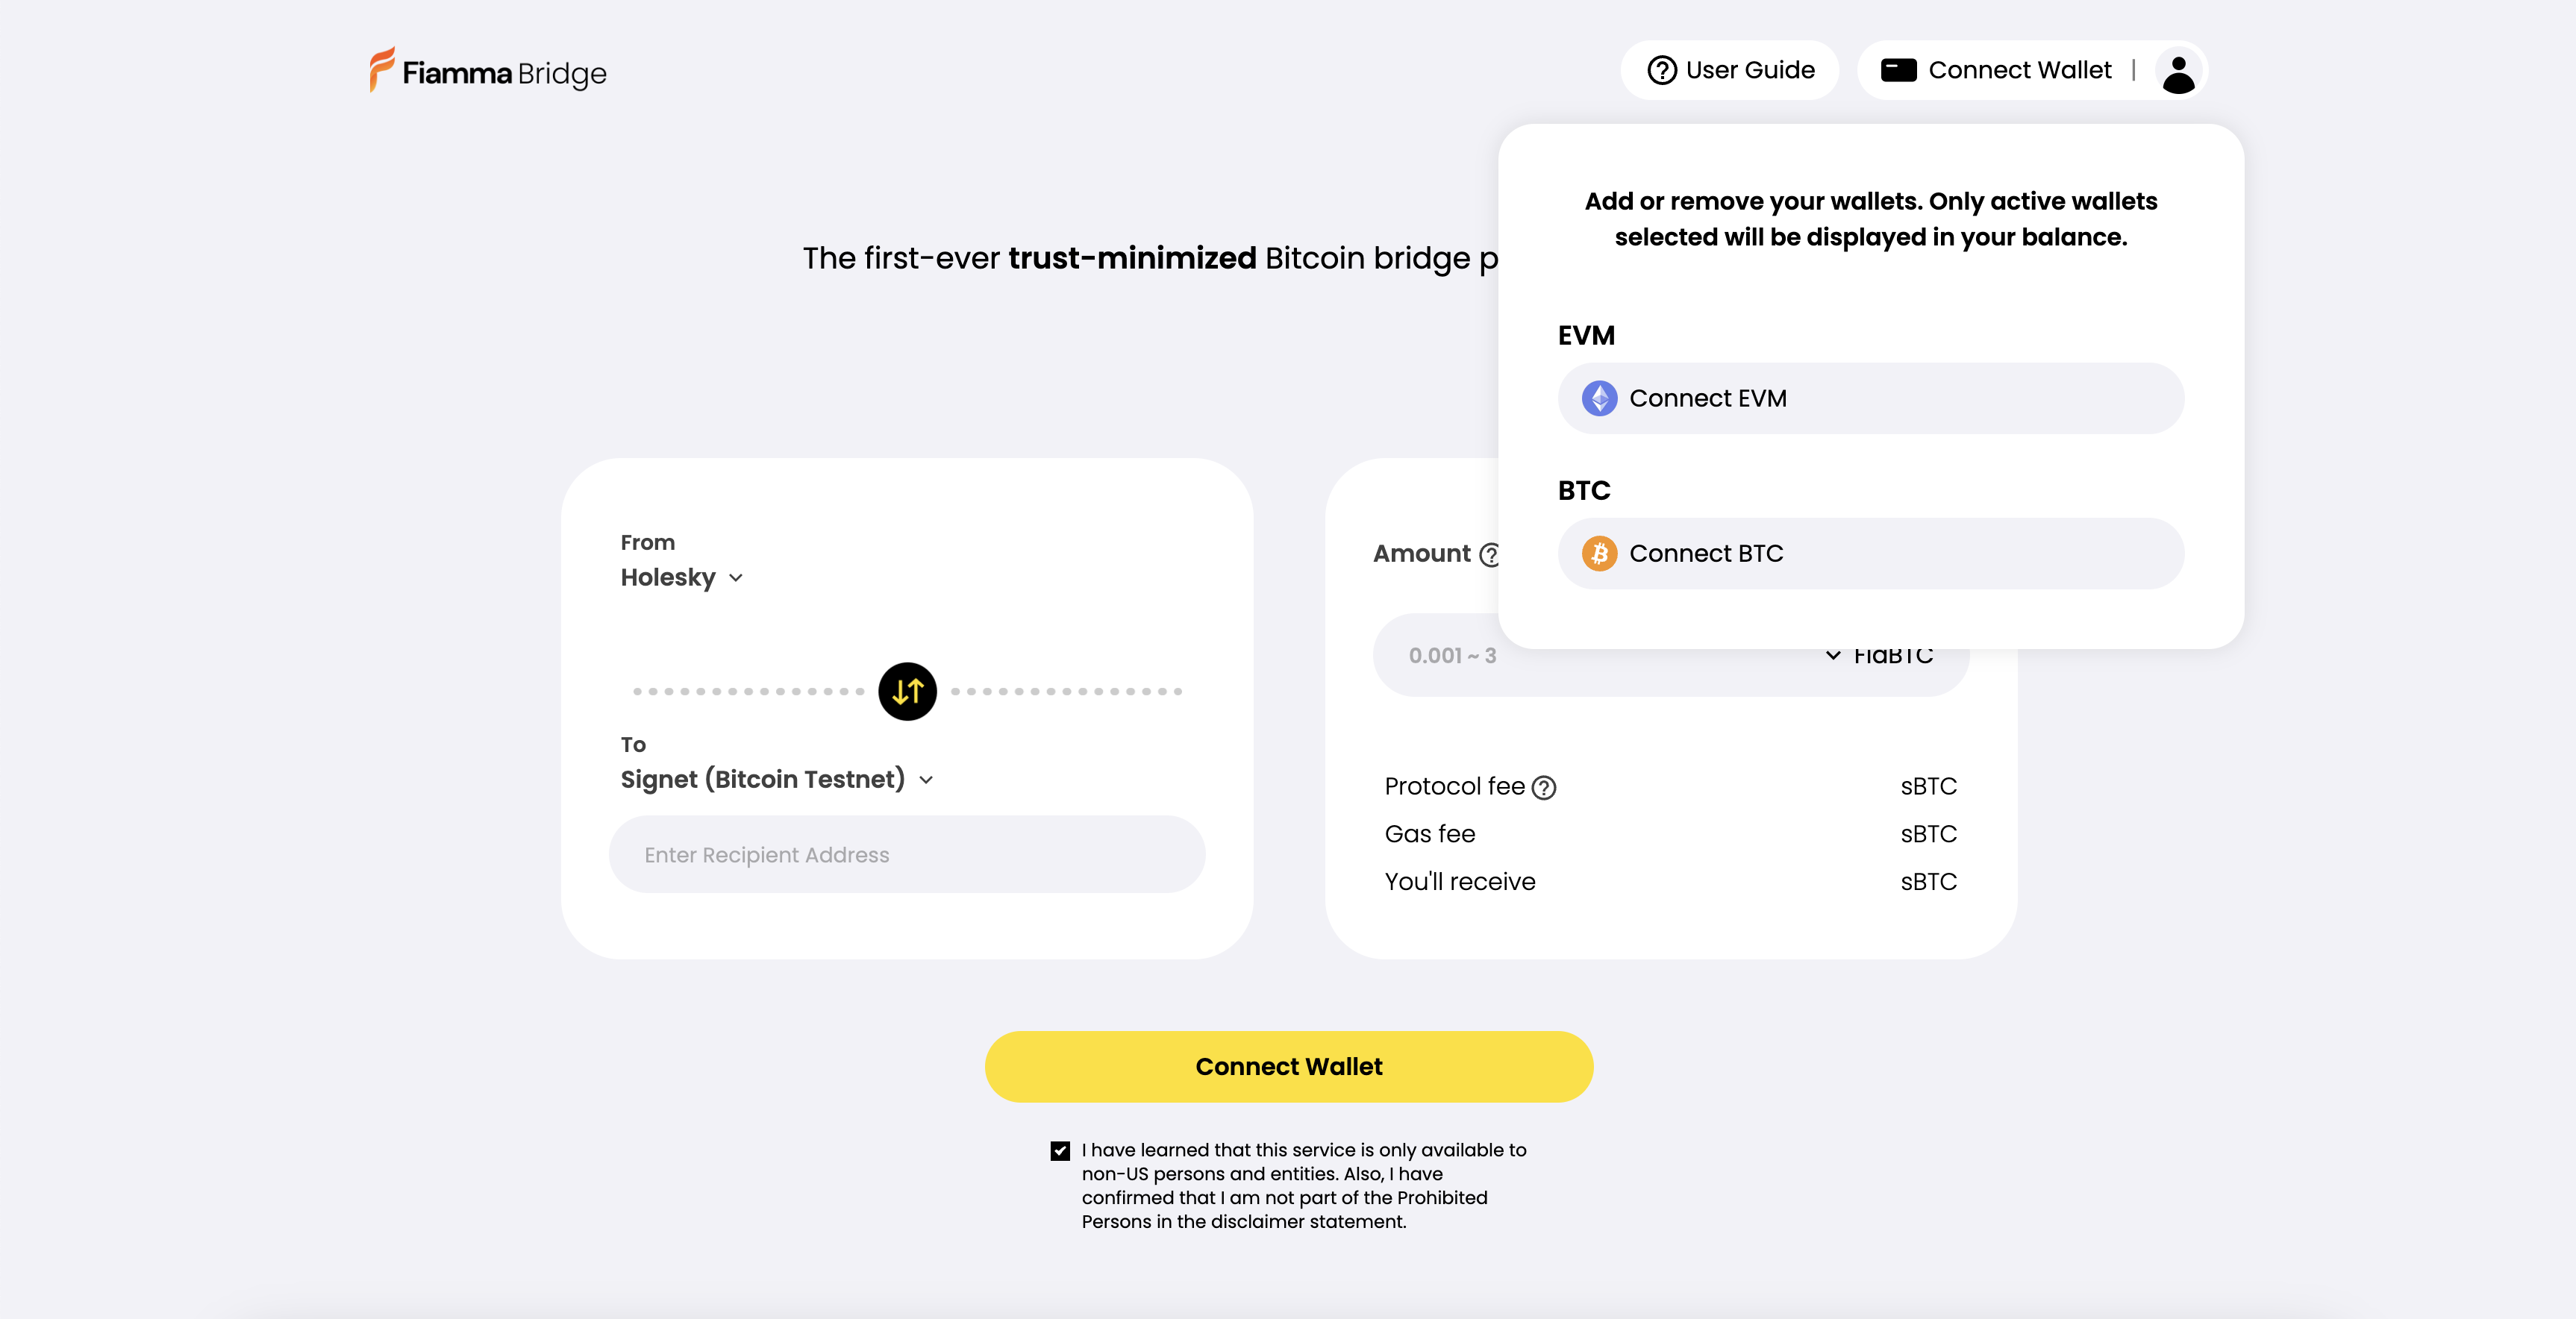 Fiamma Bridge
User Guide
Connect Wallet |
Add or remove your wallets. Only active wallets
selected will be displayed in your balance.
The first-ever trust-minimized Bitcoin bridge p
EVM
Connect EVM
BTC
Connect BTC
From
Holesky
To
Signet (Bitcoin Testnet)
Enter Recipient Address
Amount
0.001 ~ 3
FiaBTC
Protocol fee
sBTC
Gas fee
sBTC
You'll receive
sBTC
Connect Wallet
I have learned that this service is only available to
non-US persons and entities. Also, I have
confirmed that I am not part of the Prohibited
Persons in the disclaimer statement.